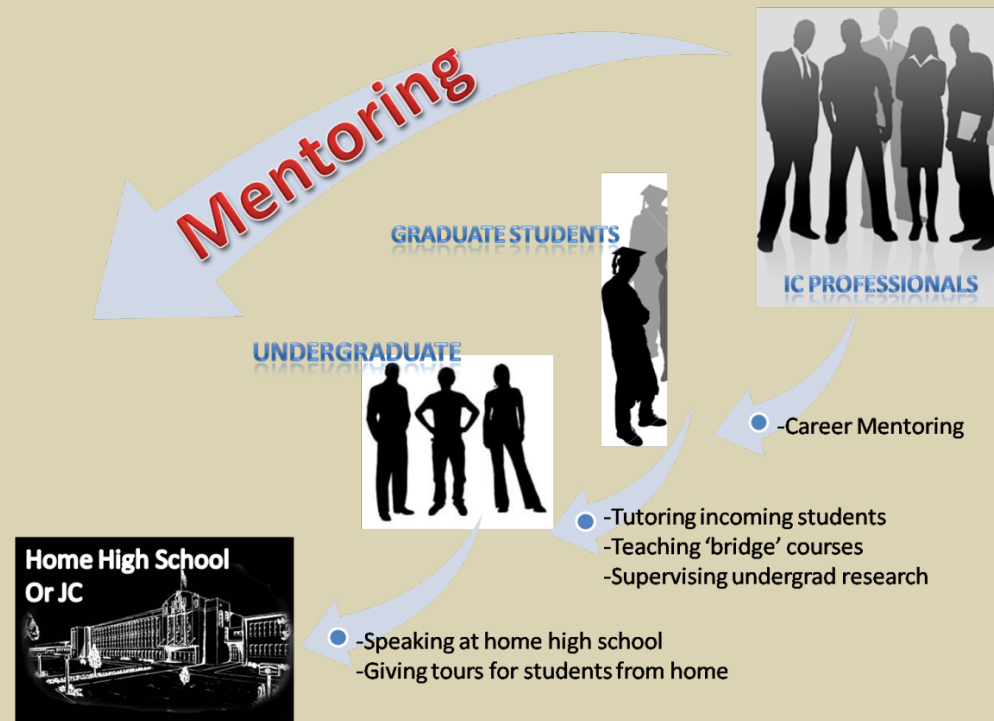 Mentoring
GRADUATE STUDENTS
IC PROFESSIONALS
UNDERGRADUATE
-Career Mentoring
-Tutoring incoming students
-Teaching ‘bridge’ courses
-Supervising undergrad research
Home High School
Or JC
-Speaking at home high school
-Giving tours for students from home